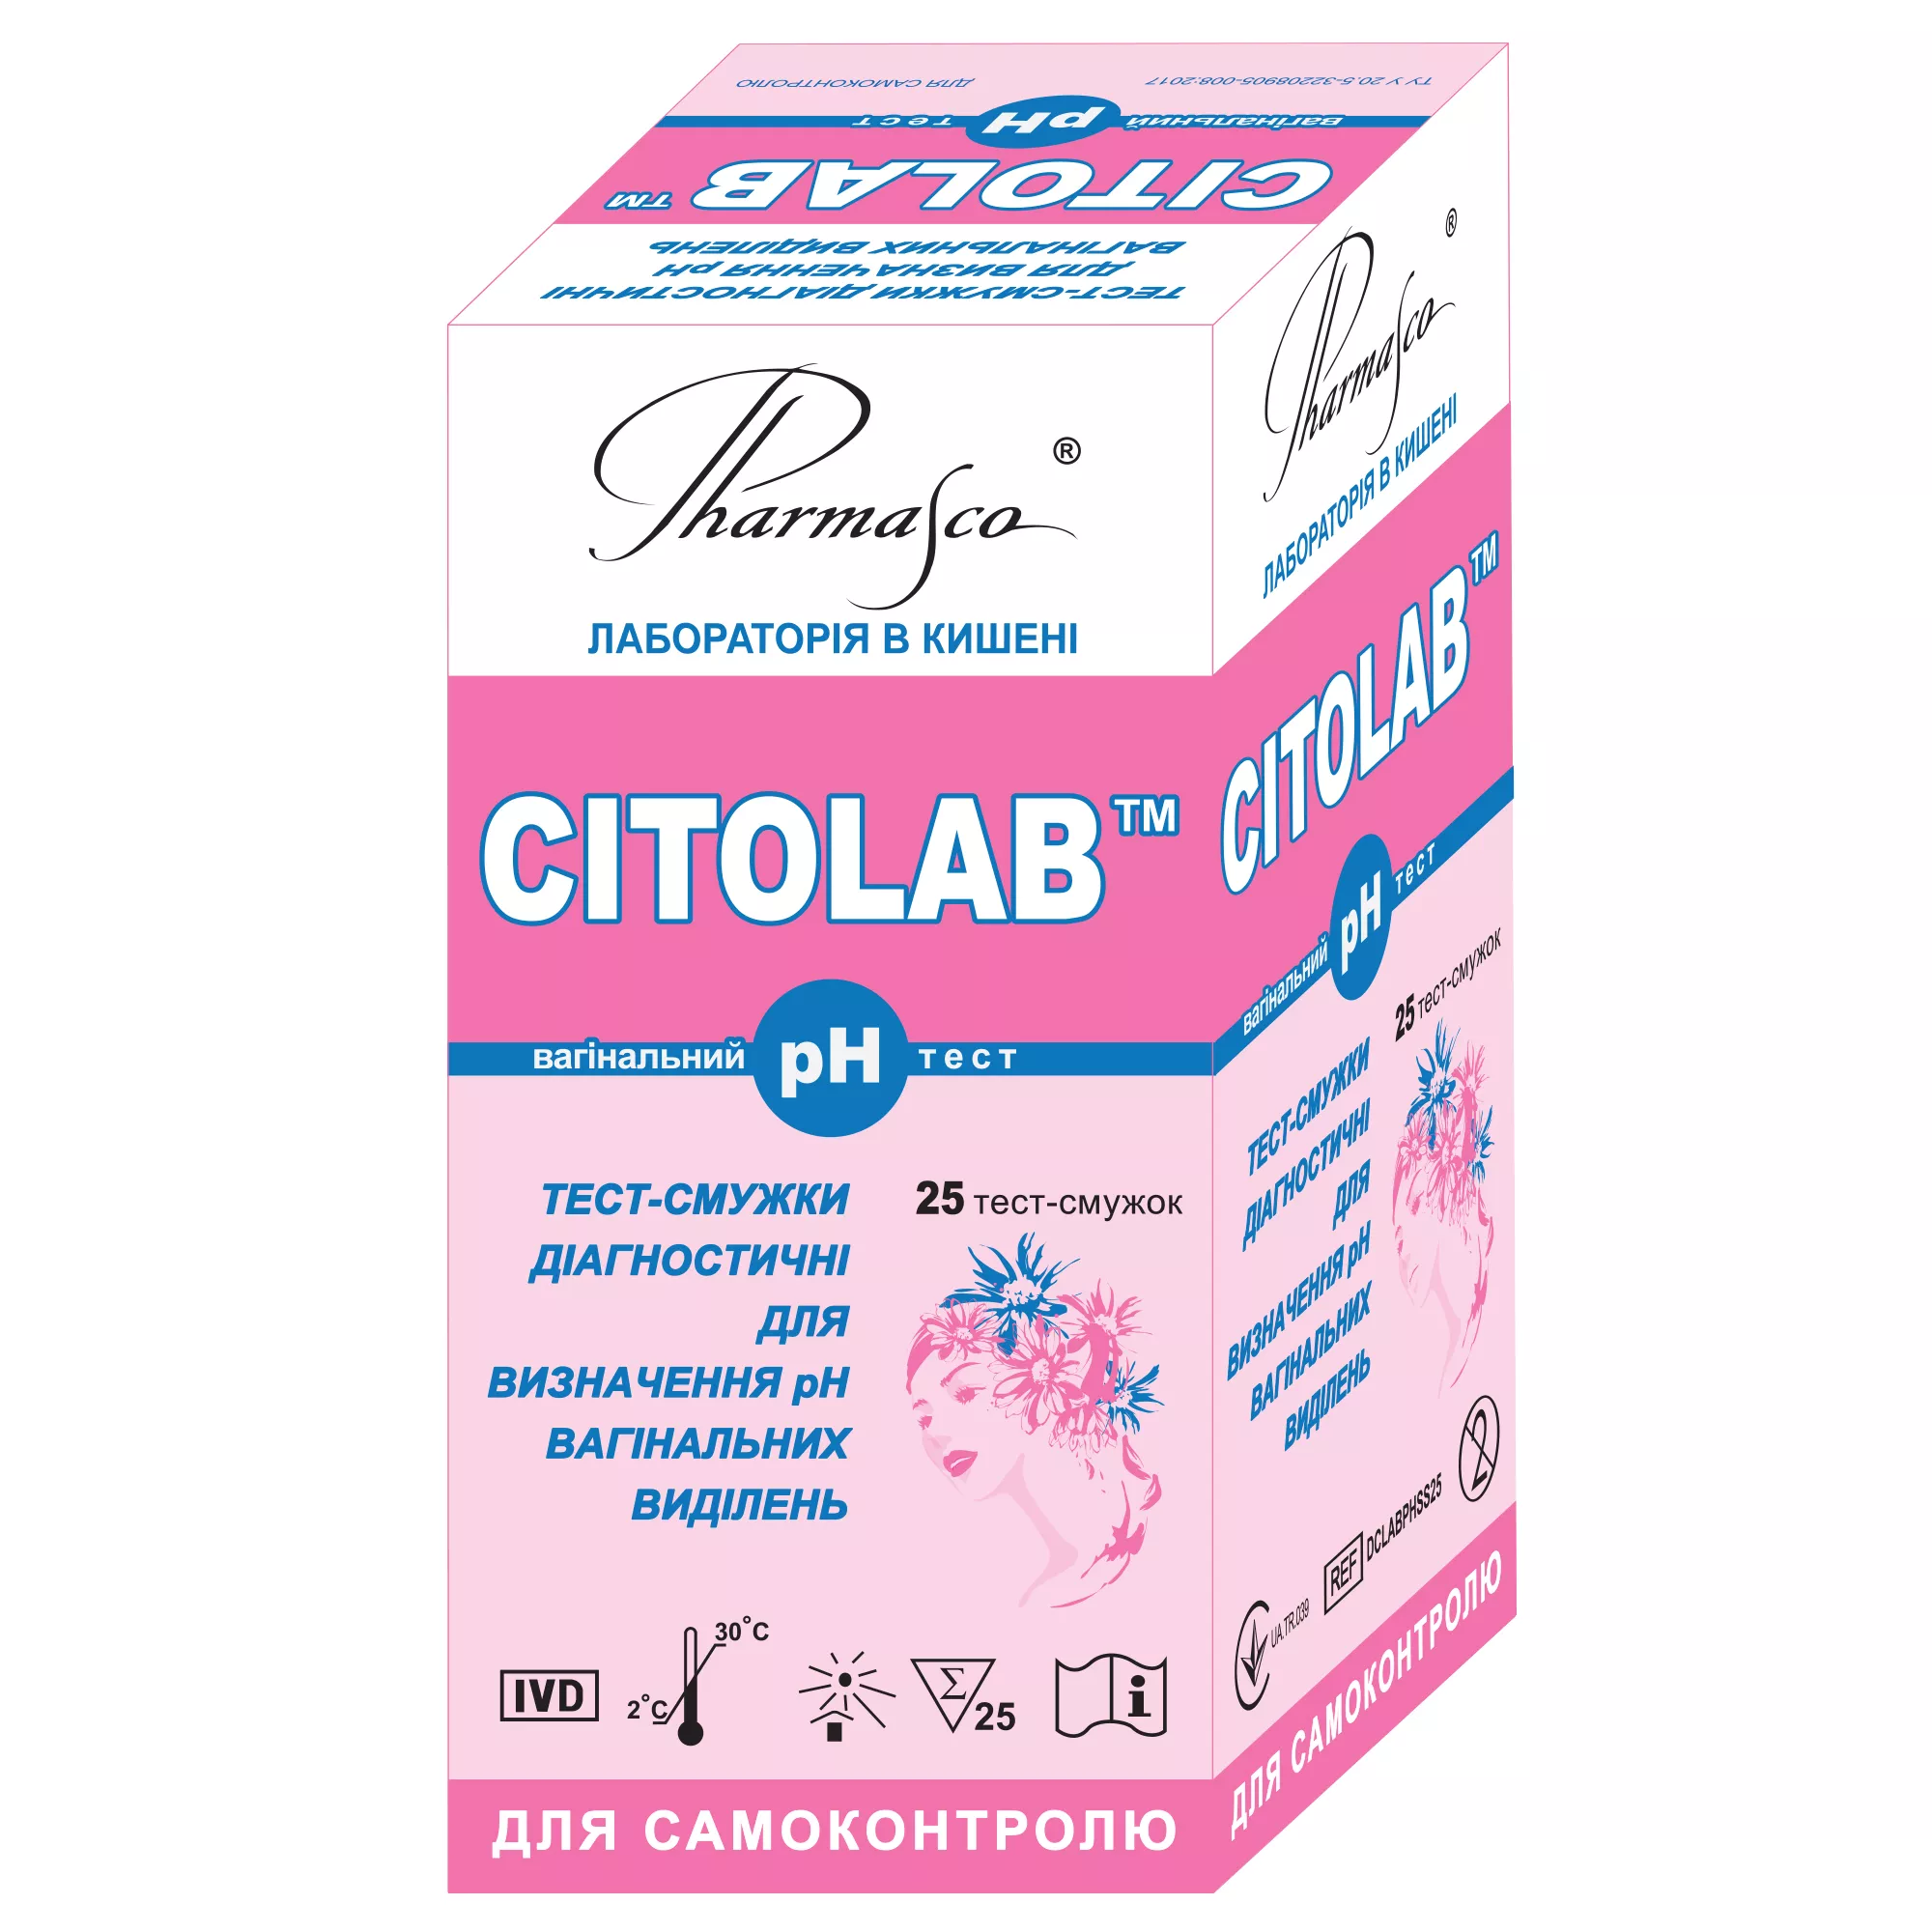 ДЛЯ САМОКОНТРОЛЮ
ТУ У 20.5-32208905-008:2017
вагінальний pH тест
CITOLAB™
ТЕСТ-СМУЖКИ ДІАГНОСТИЧНІ
ДЛЯ ВИЗНАЧЕННЯ pH
ВАГІНАЛЬНИХ ВИДІЛЕНЬ
Pharmasco®
ЛАБОРАТОРІЯ В КИШЕНІ
CITOLAB™
вагінальний pH тест
ТЕСТ-СМУЖКИ
ДІАГНОСТИЧНІ
ДЛЯ
ВИЗНАЧЕННЯ pH
ВАГІНАЛЬНИХ
ВИДІЛЕНЬ
25 тест-смужок
IVD
2°C
30°C
Σ
25
i
ДЛЯ САМОКОНТРОЛЮ
Pharmasco®
ЛАБОРАТОРІЯ В КИШЕНІ
CITOLAB™
вагінальний pH тест
25 тест-смужок
ТЕСТ-СМУЖКИ
ДІАГНОСТИЧНІ
ДЛЯ
ВИЗНАЧЕННЯ pH
ВАГІНАЛЬНИХ
ВИДІЛЕНЬ
2
REF DCLABPHSS25
UA.TR.039
ДЛЯ САМОКОНТРОЛЮ